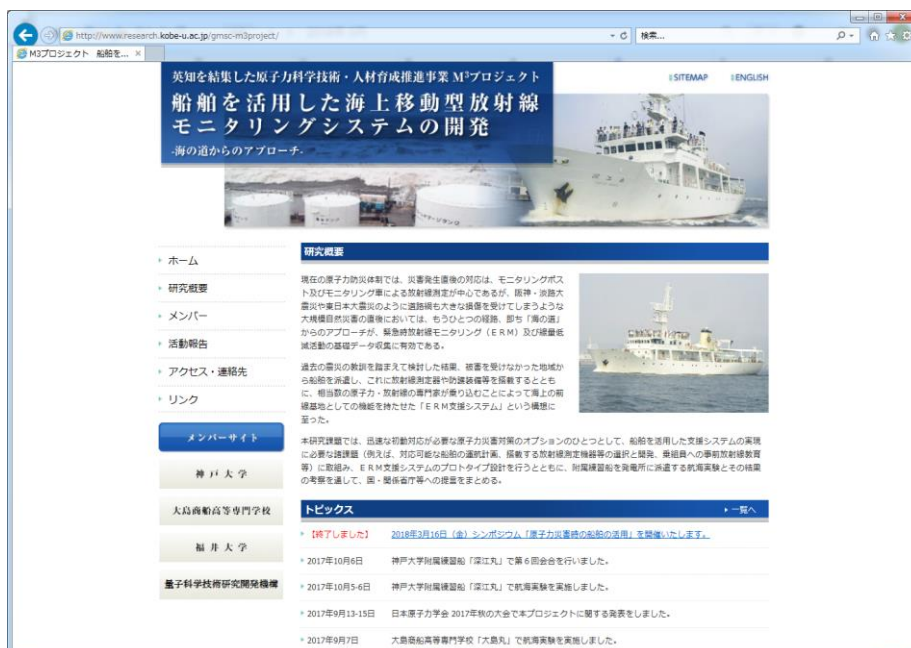 http://www.research.kobe-u.ac.jp/gmsc-m3project/
検索...
M3プロジェクト 船舶を...
英知を結集した原子力科学技術・人材育成推進事業 M³プロジェクト
船舶を活用した海上移動型放射線
モニタリングシステムの開発
-海の道からのアプローチ-
SITEMAP
ENGLISH
ホーム
研究概要
メンバー
活動報告
アクセス・連絡先
リンク
メンバーサイト
神戸大学
大島商船高等専門学校
福井大学
量子科学技術研究開発機構
研究概要
現在の原子力防災体制では、災害発生直後の対応は、モニタリングポス
ト及びモニタリング車による放射線測定が中心であるが、阪神・淡路大
震災や東日本大震災のように道路網も大きな損傷を受けてしまうような
大規模自然災害の直後においては、もうひとつの経路、即ち「海の道」
からのアプローチが、緊急時放射線モニタリング（ＥＲＭ）及び線量低
減活動の基礎データ収集に有効である。
過去の震災の教訓を踏まえて検討した結果、被害を受けなかった地域か
ら船舶を派遣し、これに放射線測定器や防護装備等を搭載するととも
に、相当数の原子力・放射線の専門家が乗り込むことによって海上の前
線基地としての機能を持たせた「ＥＲＭ支援システム」という構想に
至った。
本研究課題では、迅速な初動対応が必要な原子力災害対策のオプションのひとつとして、船舶を活用した支援システムの実現
に必要な諸課題（例えば、対応可能な船舶の運航計画、搭載する放射線測定機器等の選択と開発、乗組員への事前放射線教育
等）に取組み、ＥＲＭ支援システムのプロトタイプ設計を行うとともに、附属練習船を発電所に派遣する航海実験とその結果
の考察を通して、国・関係省庁等への提言をまとめる。
トピックス
一覧へ
【終了しました】 2018年3月16日（金）シンポジウム「原子力災害時の船舶の活用」を開催いたします。
2017年10月6日 神戸大学附属練習船「深江丸」で第６回会合を行いました。
2017年10月5-6日 神戸大学附属練習船「深江丸」で航海実験を実施しました。
2017年9月13-15日 日本原子力学会 2017年秋の大会で本プロジェクトに関する発表をしました。
2017年9月7日 大島商船高等専門学校「大島丸」で航海実験を実施しました。